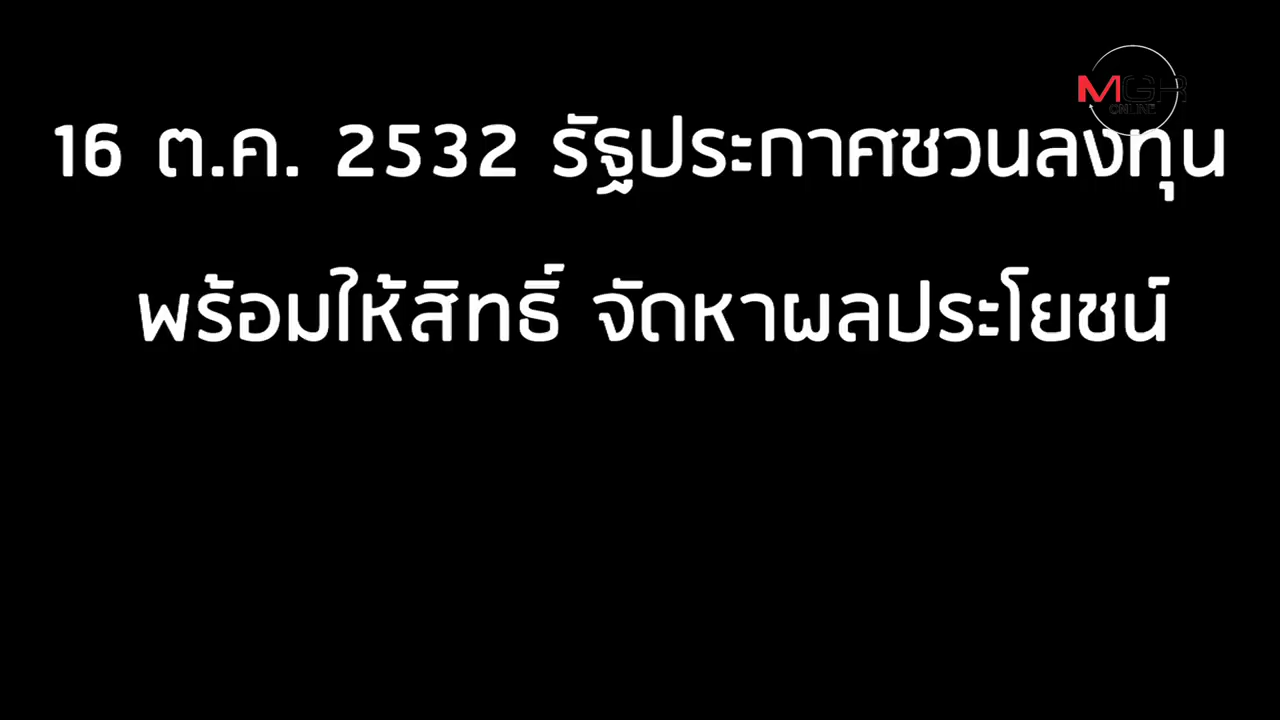 MGR
ONLINE
16 ต.ค. 2532 รัฐประกาศชวนลงทุน
พร้อมให้สิทธิ์ จัดหาผลประโยชน์